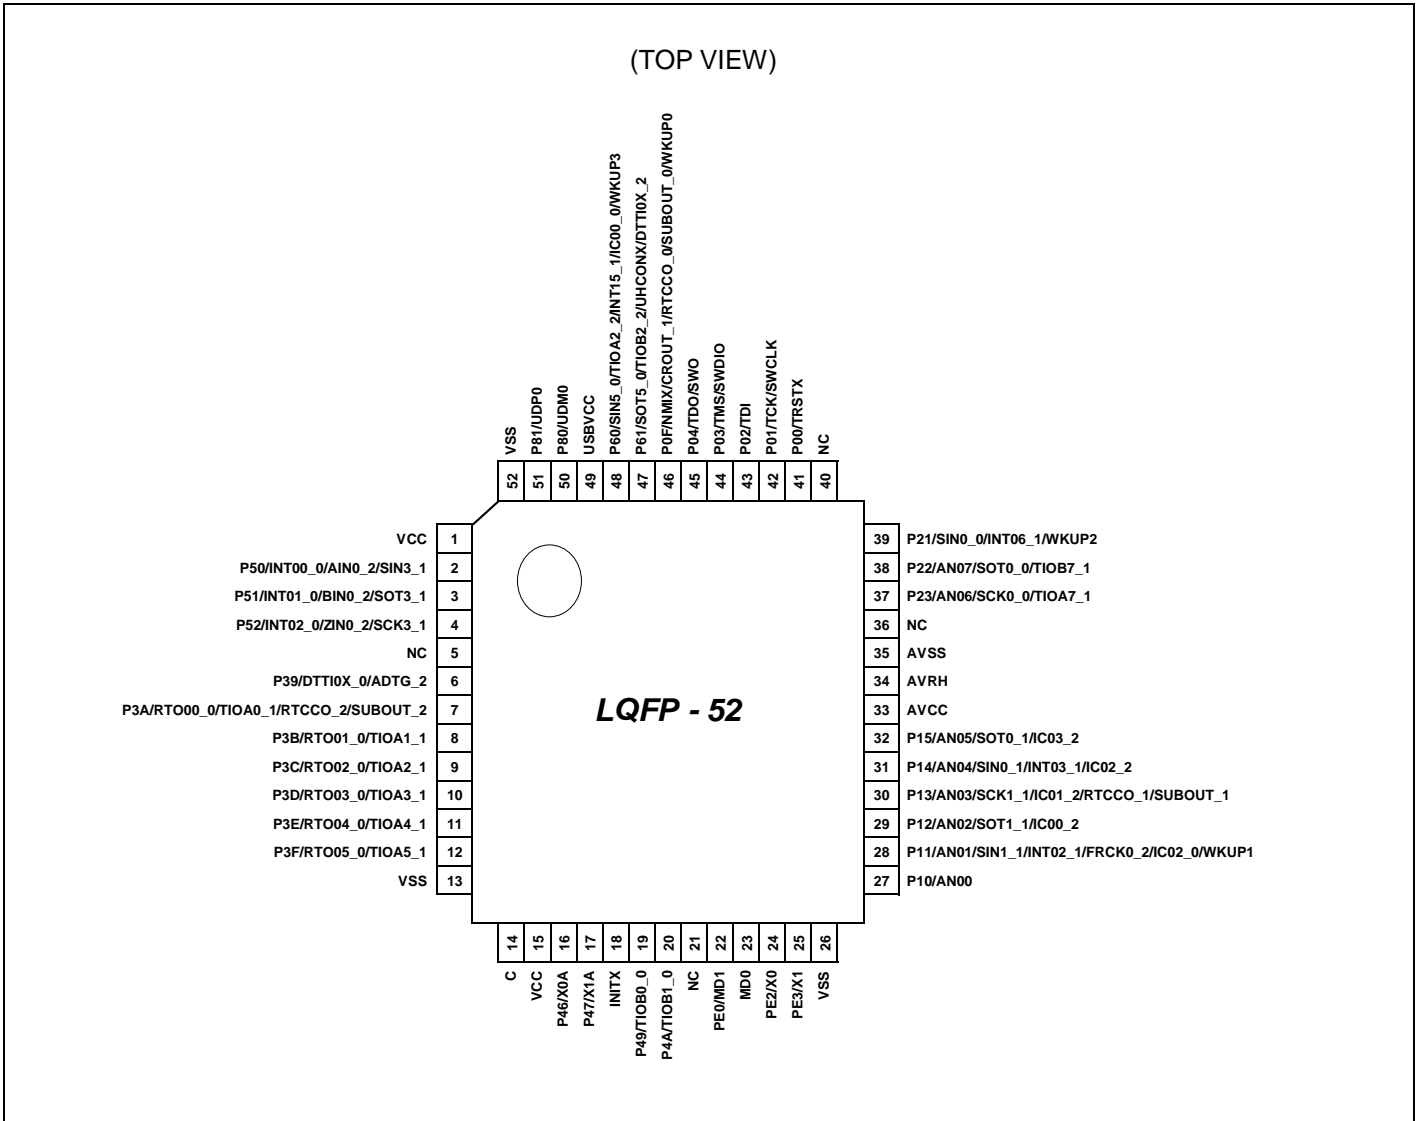 (TOP VIEW)
VSS
P81/UDP0
P80/UDM0
USBVCC
P60/SIN5_0/TIOA2_2/INT15_1/IC00_0/WKUP3
P61/SOT5_0/TIOB2_2/UHCONX/DTTI0X_2
P0F/NMIX/CROUT_1/RTCCO_0/SUBOUT_0/WKUP0
P04/TDO/SWO
P03/TMS/SWDIO
P02/TDI
P01/TCK/SWCLK
P00/TRSTX
NC
52 51 50 49 48 47 46 45 44 43 42 41 40
VCC 1
P50/INT00_0/AIN0_2/SIN3_1 2
P51/INT01_0/BIN0_2/SOT3_1 3
P52/INT02_0/ZIN0_2/SCK3_1 4
NC 5
P39/DTTI0X_0/ADTG_2 6
P3A/RTO00_0/TIOA0_1/RTCCO_2/SUBOUT_2 7
P3B/RTO01_0/TIOA1_1 8
P3C/RTO02_0/TIOA2_1 9
P3D/RTO03_0/TIOA3_1 10
P3E/RTO04_0/TIOA4_1 11
P3F/RTO05_0/TIOA5_1 12
VSS 13
LQFP - 52
39 P21/SIN0_0/INT06_1/WKUP2
38 P22/AN07/SOT0_0/TIOB7_1
37 P23/AN06/SCK0_0/TIOA7_1
36 NC
35 AVSS
34 AVRH
33 AVCC
32 P15/AN05/SOT0_1/IC03_2
31 P14/AN04/SIN0_1/INT03_1/IC02_2
30 P13/AN03/SCK1_1/IC01_2/RTCCO_1/SUBOUT_1
29 P12/AN02/SOT1_1/IC00_2
28 P11/AN01/SIN1_1/INT02_1/FRCK0_2/IC02_0/WKUP1
27 P10/AN00
14 15 16 17 18 19 20 21 22 23 24 25 26
C
VCC
P46/X0A
P47/X1A
INITX
P49/TIOB0_0
P4A/TIOB1_0
NC
PE0/MD1
MD0
PE2/X0
PE3/X1
VSS